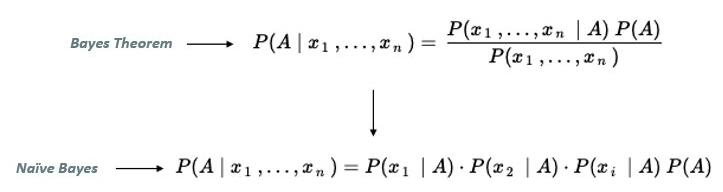 Bayes Theorem → P(A | x₁ ,...,xₙ ) = P(x₁ ,...,xₙ | A) P(A) / P(x₁ ,...,xₙ )
↓
Naïve Bayes → P(A | x₁ ,...,xₙ ) = P(x₁ | A) · P(x₂ | A) · P(xᵢ | A) P(A)